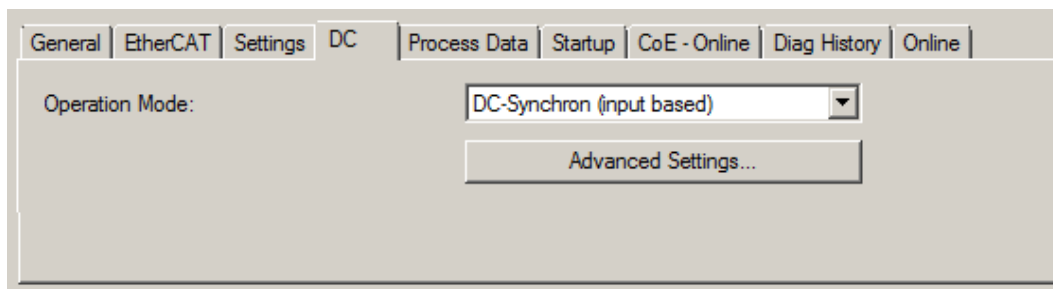 General EtherCAT Settings DC Process Data Startup CoE - Online Diag History Online
Operation Mode: DC-Synchron (input based)
Advanced Settings...